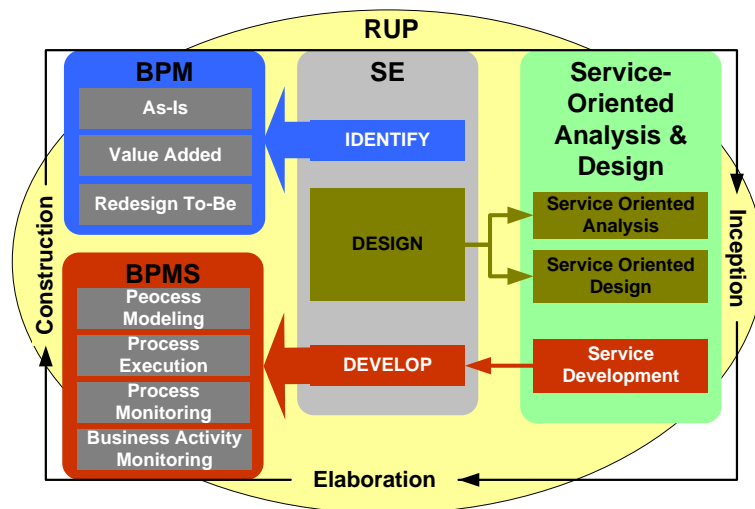 RUP
BPM
As-Is
Value Added
Redesign To-Be
BPMS
Peocess
Modeling
Process
Execution
Process
Monitoring
Business Activity
Monitoring
SE
IDENTIFY
DESIGN
DEVELOP
Service-
Oriented
Analysis &
Design
Service Oriented
Analysis
Service Oriented
Design
Service
Development
Construction
Inception
Elaboration